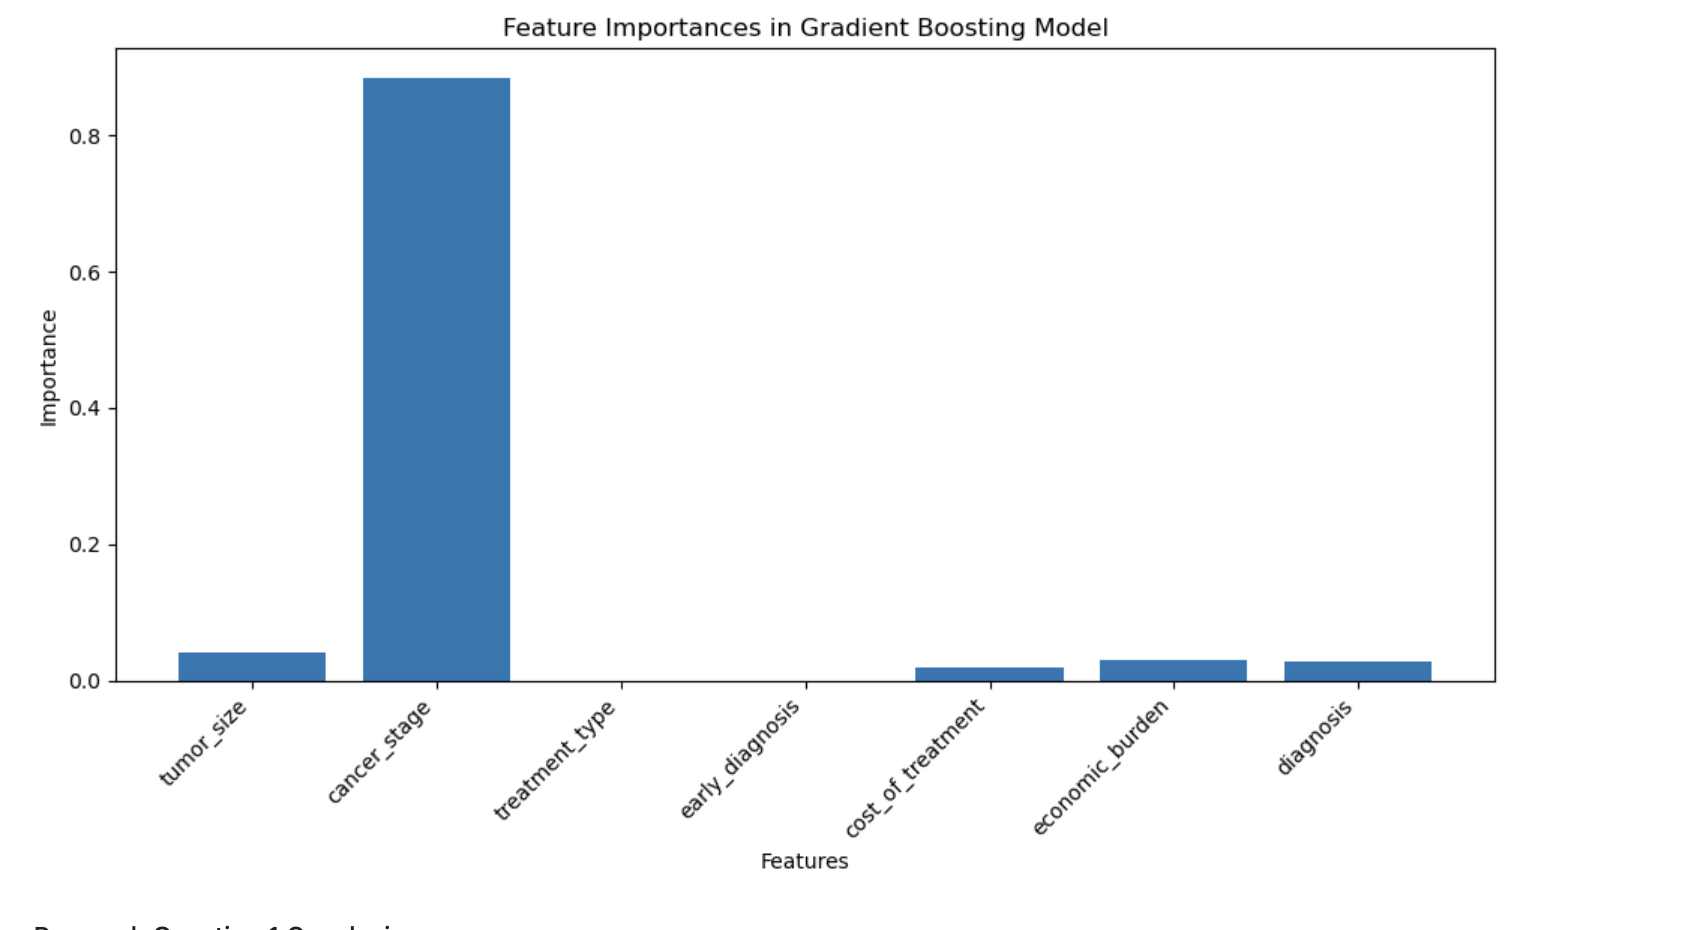 Feature Importances in Gradient Boosting Model
0.8
0.6
0.4
0.2
0.0
Importance
tumor_size
cancer_stage
treatment_type
early_diagnosis
cost_of_treatment
economic_burden
diagnosis
Features